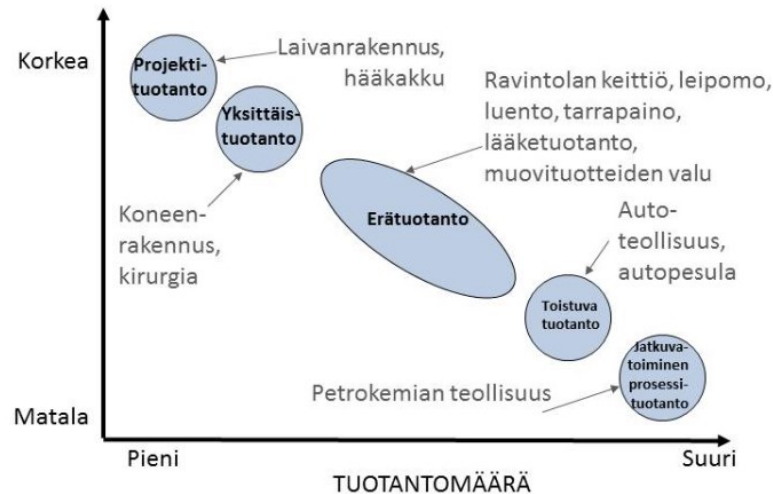 Korkea
Projekti-
tuotanto
Laivanrakennus,
hääkakku
Yksittäis-
tuotanto
Ravintolan keittiö, leipomo,
luento, tarrapaino,
lääketuotanto,
muovituotteiden valu
Koneen-
rakennus,
kirurgia
Erätuotanto
Auto-
teollisuus,
autopesula
Toistuva
tuotanto
Jatkuva-
toiminen
prosessi-
tuotanto
Petrokemian teollisuus
Matala
Pieni
Suuri
TUOTANTOMÄÄRÄ